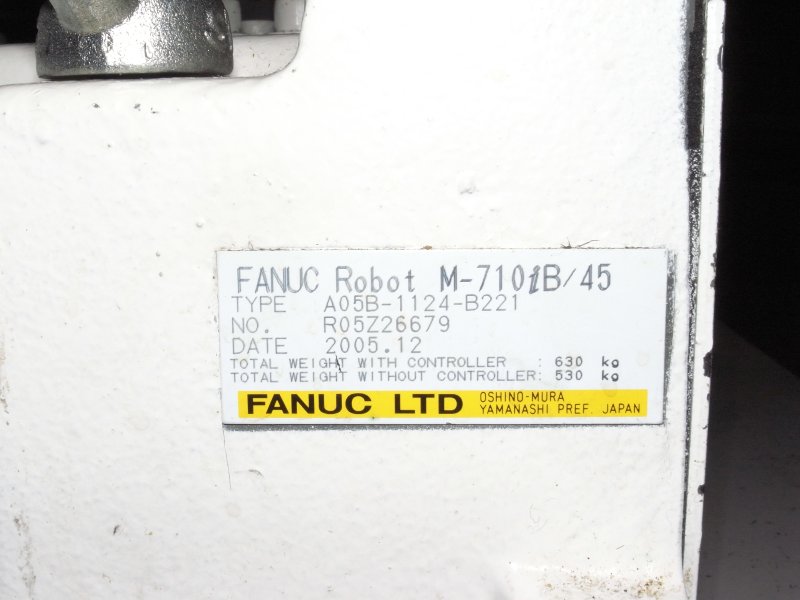 FANUC Robot M-710iB/45
TYPE A05B-1124-B221
NO. R05Z26679
DATE 2005.12
TOTAL WEIGHT WITH CONTROLLER : 630 kg
TOTAL WEIGHT WITHOUT CONTROLLER: 530 kg
FANUC LTD OSHINO-MURA
YAMANASHI PREF. JAPAN